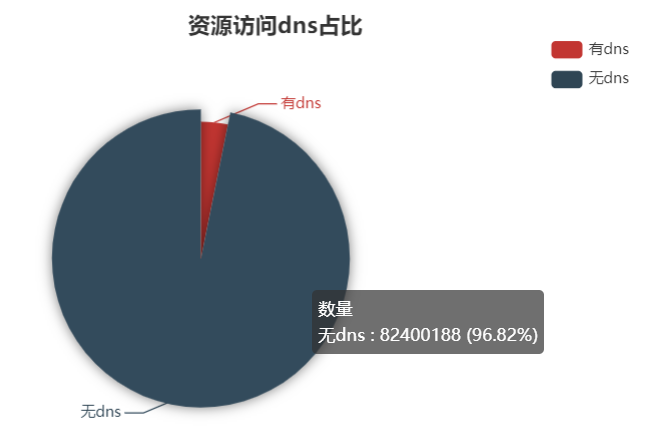 资源访问dns占比
有dns
无dns
有dns
数量
无dns : 82400188 (96.82%)
无dns